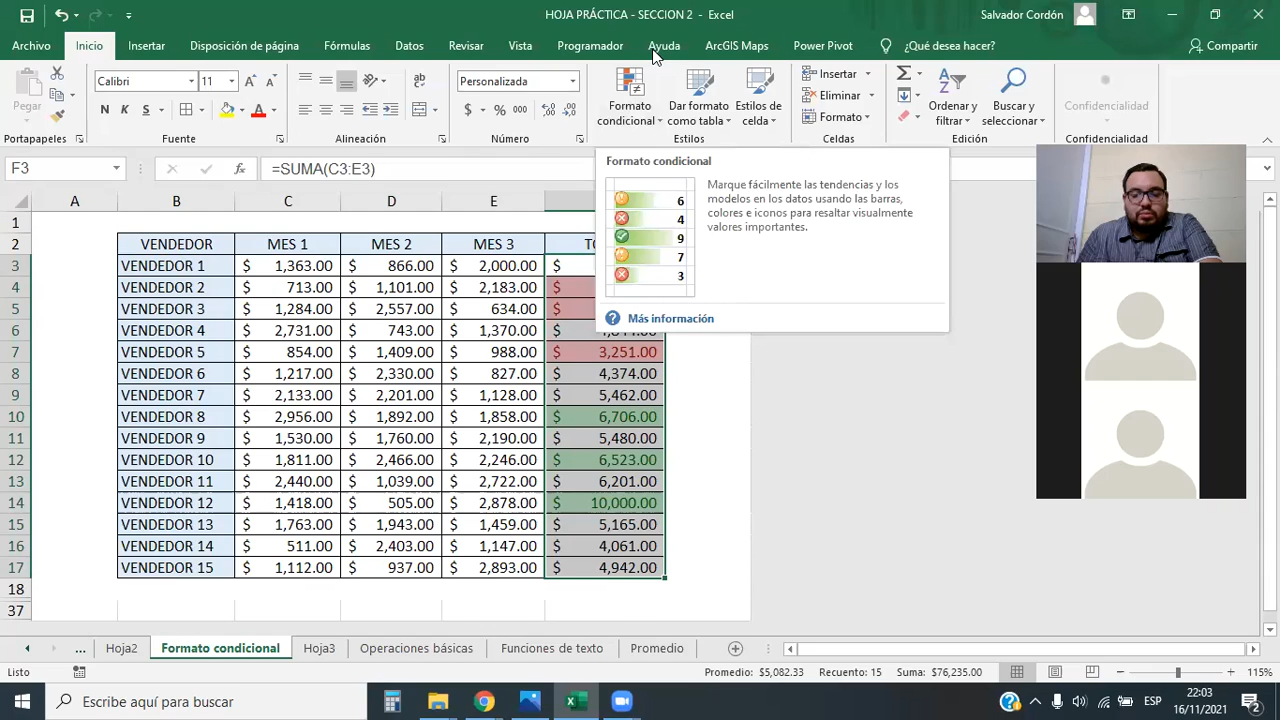 HOJA PRÁCTICA - SECCION 2 - Excel
Salvador Cordón
Archivo Inicio Insertar Disposición de página Fórmulas Datos Revisar Vista Programador Ayuda ArcGIS Maps Power Pivot ¿Qué desea hacer? Compartir
Pegar
Calibri 11
N K S
Personalizada
$ % 000
Formato condicional
Dar formato como tabla
Estilos de celda
Insertar
Eliminar
Formato
Ordenar y filtrar
Buscar y seleccionar
Confidencialidad
Portapapeles Fuente Alineación Número Estilos Celdas Edición Confidencialidad
F3 fx =SUMA(C3:E3)
Formato condicional
Marque fácilmente las tendencias y los
modelos en los datos usando las barras,
colores e iconos para resaltar visualmente
valores importantes.
6
4
9
7
3
Más información
A B C D E
1
2 VENDEDOR MES 1 MES 2 MES 3
3 VENDEDOR 1 $ 1,363.00 $ 866.00 $ 2,000.00 $
4 VENDEDOR 2 $ 713.00 $ 1,101.00 $ 2,183.00 $
5 VENDEDOR 3 $ 1,284.00 $ 2,557.00 $ 634.00 $
6 VENDEDOR 4 $ 2,731.00 $ 743.00 $ 1,370.00 $
7 VENDEDOR 5 $ 854.00 $ 1,409.00 $ 988.00 $ 3,251.00
8 VENDEDOR 6 $ 1,217.00 $ 2,330.00 $ 827.00 $ 4,374.00
9 VENDEDOR 7 $ 2,133.00 $ 2,201.00 $ 1,128.00 $ 5,462.00
10 VENDEDOR 8 $ 2,956.00 $ 1,892.00 $ 1,858.00 $ 6,706.00
11 VENDEDOR 9 $ 1,530.00 $ 1,760.00 $ 2,190.00 $ 5,480.00
12 VENDEDOR 10 $ 1,811.00 $ 2,466.00 $ 2,246.00 $ 6,523.00
13 VENDEDOR 11 $ 2,440.00 $ 1,039.00 $ 2,722.00 $ 6,201.00
14 VENDEDOR 12 $ 1,418.00 $ 505.00 $ 2,878.00 $ 10,000.00
15 VENDEDOR 13 $ 1,763.00 $ 1,943.00 $ 1,459.00 $ 5,165.00
16 VENDEDOR 14 $ 511.00 $ 2,403.00 $ 1,147.00 $ 4,061.00
17 VENDEDOR 15 $ 1,112.00 $ 937.00 $ 2,893.00 $ 4,942.00
18
37
... Hoja2 Formato condicional Hoja3 Operaciones básicas Funciones de texto Promedio
Listo Promedio: $5,082.33 Recuento: 15 Suma: $76,235.00 115%
Escribe aquí para buscar
ESP
22:03
16/11/2021
2